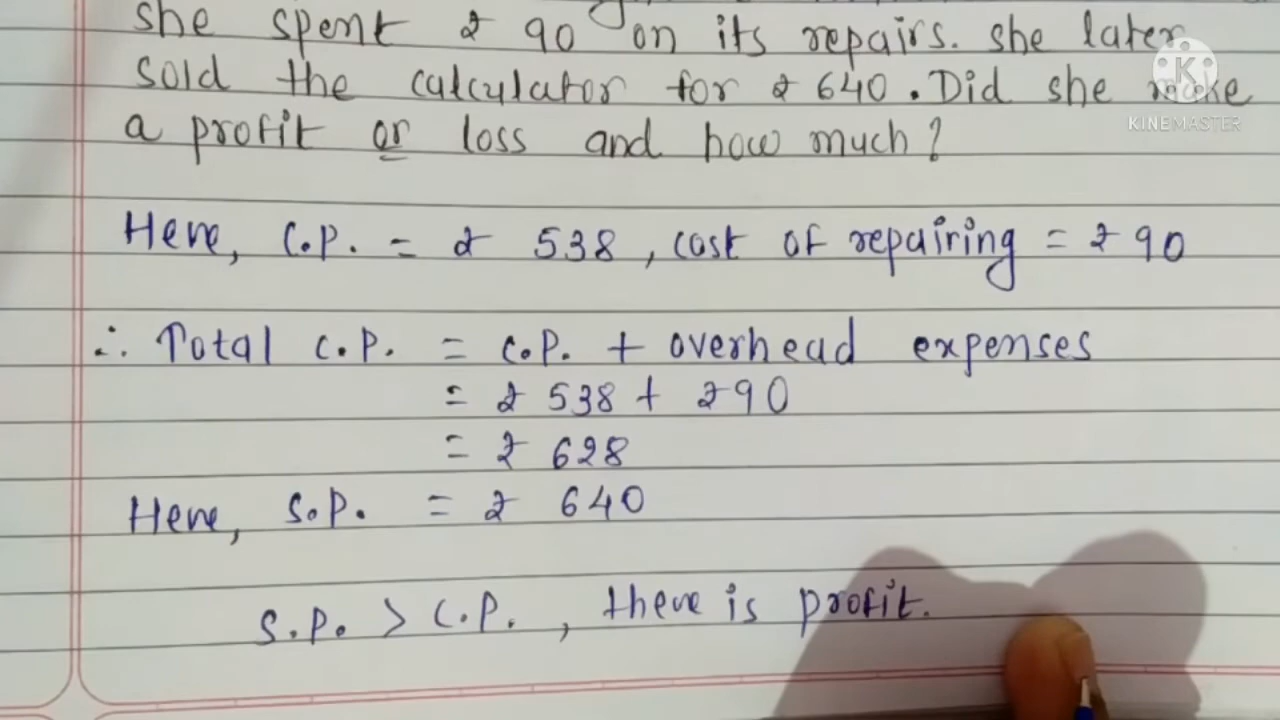 she spent ₹ 90 on its repairs. she later
sold the calculator for ₹ 640. Did she make
a profit or loss and how much?
KINEMASTER
Here, C.P. = ₹ 538, cost of repairing = ₹ 90
∴ Total C.P. = C.P. + overhead expenses
= ₹ 538 + ₹ 90
= ₹ 628
Here, S.P. = ₹ 640
S.P. > C.P., there is profit.